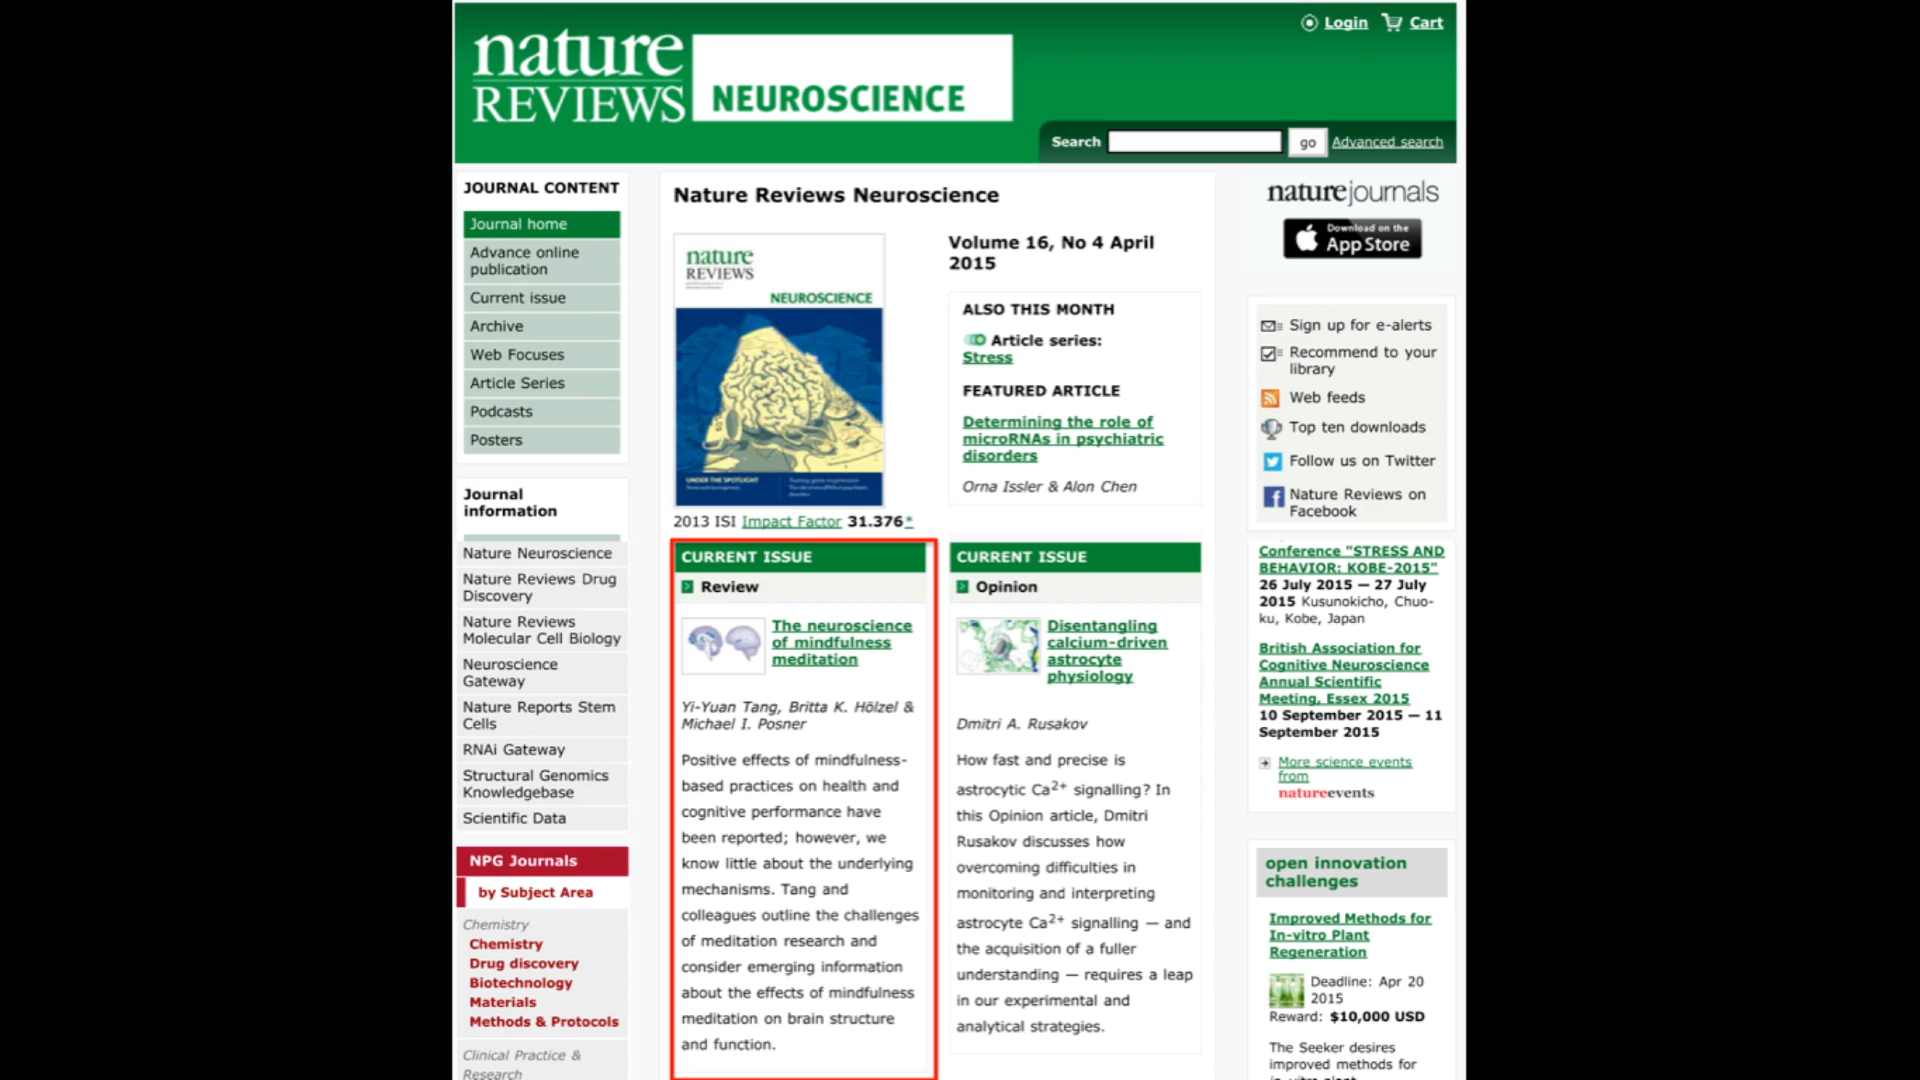 nature
REVIEWS
NEUROSCIENCE
Login
Cart
Search
go
Advanced search
JOURNAL CONTENT
Journal home
Advance online
publication
Current issue
Archive
Web Focuses
Article Series
Podcasts
Posters
Journal
information
Nature Neuroscience
Nature Reviews Drug
Discovery
Nature Reviews
Molecular Cell Biology
Neuroscience
Gateway
Nature Reports Stem
Cells
RNAi Gateway
Structural Genomics
Knowledgebase
Scientific Data
NPG Journals
by Subject Area
Chemistry
Chemistry
Drug discovery
Biotechnology
Materials
Methods & Protocols
Clinical Practice &
Research
Nature Reviews Neuroscience
nature
REVIEWS
NEUROSCIENCE
UNDER THE SPOTLIGHT
2013 ISI Impact Factor 31.376*
Volume 16, No 4 April
2015
ALSO THIS MONTH
Article series:
Stress
FEATURED ARTICLE
Determining the role of
microRNAs in psychiatric
disorders
Orna Issler & Alon Chen
CURRENT ISSUE
Review
The neuroscience
of mindfulness
meditation
Yi-Yuan Tang, Britta K. Hölzel &
Michael I. Posner
Positive effects of mindfulness-
based practices on health and
cognitive performance have
been reported; however, we
know little about the underlying
mechanisms. Tang and
colleagues outline the challenges
of meditation research and
consider emerging information
about the effects of mindfulness
meditation on brain structure
and function.
CURRENT ISSUE
Opinion
Disentangling
calcium-driven
astrocyte
physiology
Dmitri A. Rusakov
How fast and precise is
astrocytic Ca2+ signalling? In
this Opinion article, Dmitri
Rusakov discusses how
overcoming difficulties in
monitoring and interpreting
astrocyte Ca2+ signalling — and
the acquisition of a fuller
understanding — requires a leap
in our experimental and
analytical strategies.
naturejournals
Download on the
App Store
Sign up for e-alerts
Recommend to your
library
Web feeds
Top ten downloads
Follow us on Twitter
Nature Reviews on
Facebook
Conference "STRESS AND
BEHAVIOR: KOBE-2015"
26 July 2015 — 27 July
2015 Kusunokicho, Chuo-
ku, Kobe, Japan
British Association for
Cognitive Neuroscience
Annual Scientific
Meeting, Essex 2015
10 September 2015 — 11
September 2015
More science events
from
natureevents
open innovation
challenges
Improved Methods for
In-vitro Plant
Regeneration
Deadline: Apr 20
2015
Reward: $10,000 USD
The Seeker desires
improved methods for